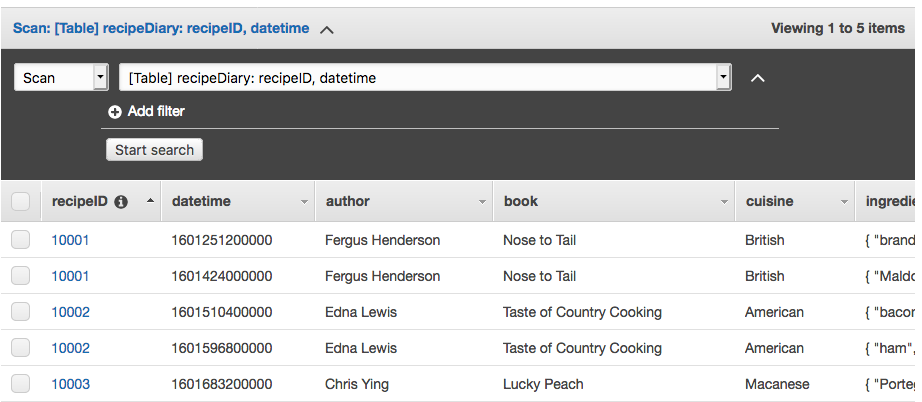 Scan: [Table] recipeDiary: recipeID, datetime Viewing 1 to 5 items
Scan [Table] recipeDiary: recipeID, datetime
Add filter
Start search
recipeID datetime author book cuisine ingredie
10001 1601251200000 Fergus Henderson Nose to Tail British { "brand
10001 1601424000000 Fergus Henderson Nose to Tail British { "Maldo
10002 1601510400000 Edna Lewis Taste of Country Cooking American { "bacon
10002 1601596800000 Edna Lewis Taste of Country Cooking American { "ham",
10003 1601683200000 Chris Ying Lucky Peach Macanese { "Porteg